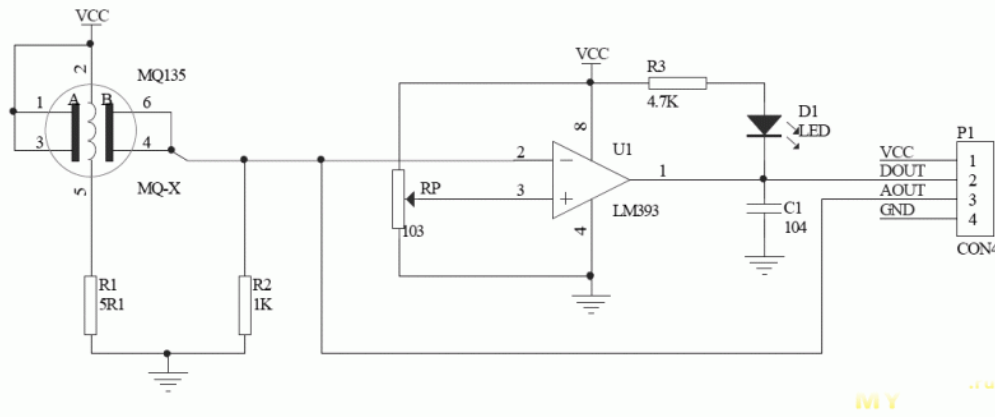 VCC
2
MQ135
1
A
B
6
3
4
MQ-X
5
R1
5R1
R2
1K
VCC
R3
4.7K
D1
LED
8
U1
2
1
RP
3
103
4
LM393
C1
104
P1
VCC
1
DOUT
2
AOUT
3
GND
4
CON4
MY